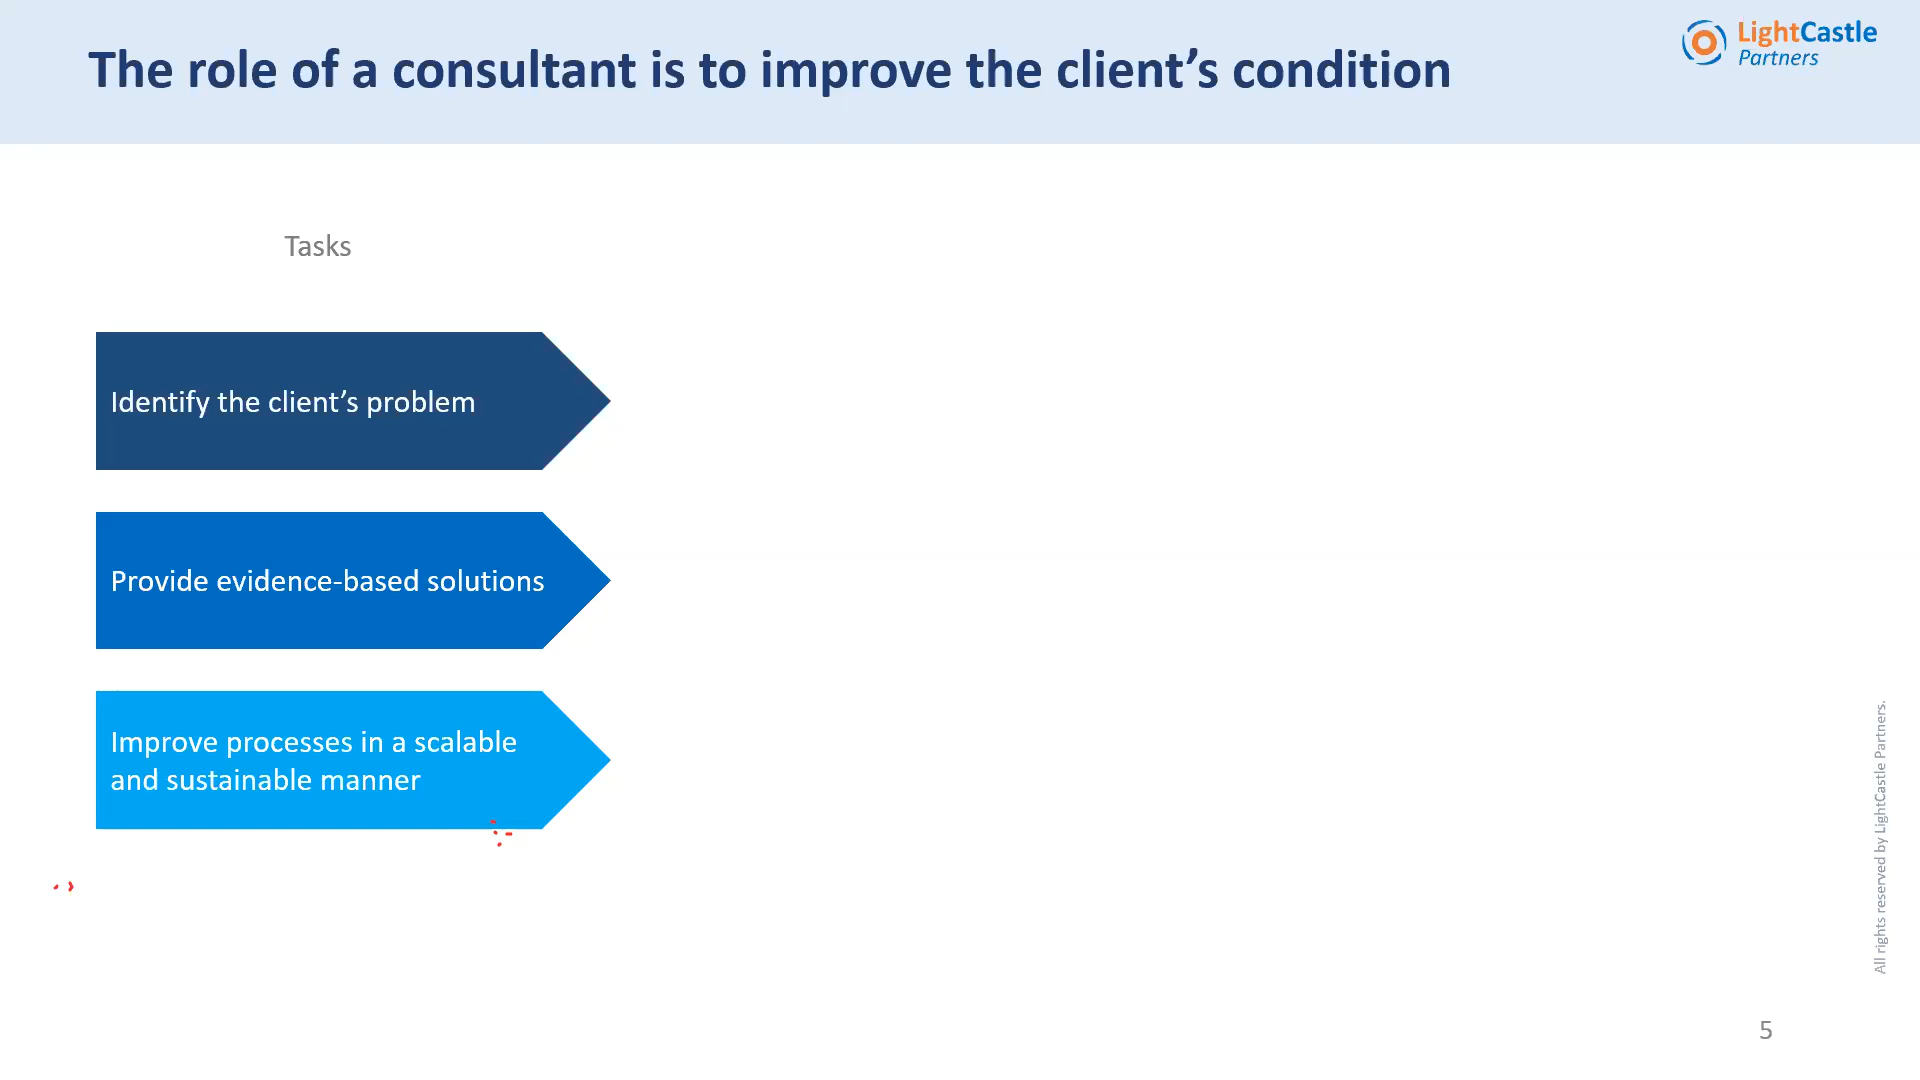 The role of a consultant is to improve the client’s condition
LightCastle
Partners
Tasks
Identify the client’s problem
Provide evidence-based solutions
Improve processes in a scalable
and sustainable manner
All rights reserved by LightCastle Partners.
5